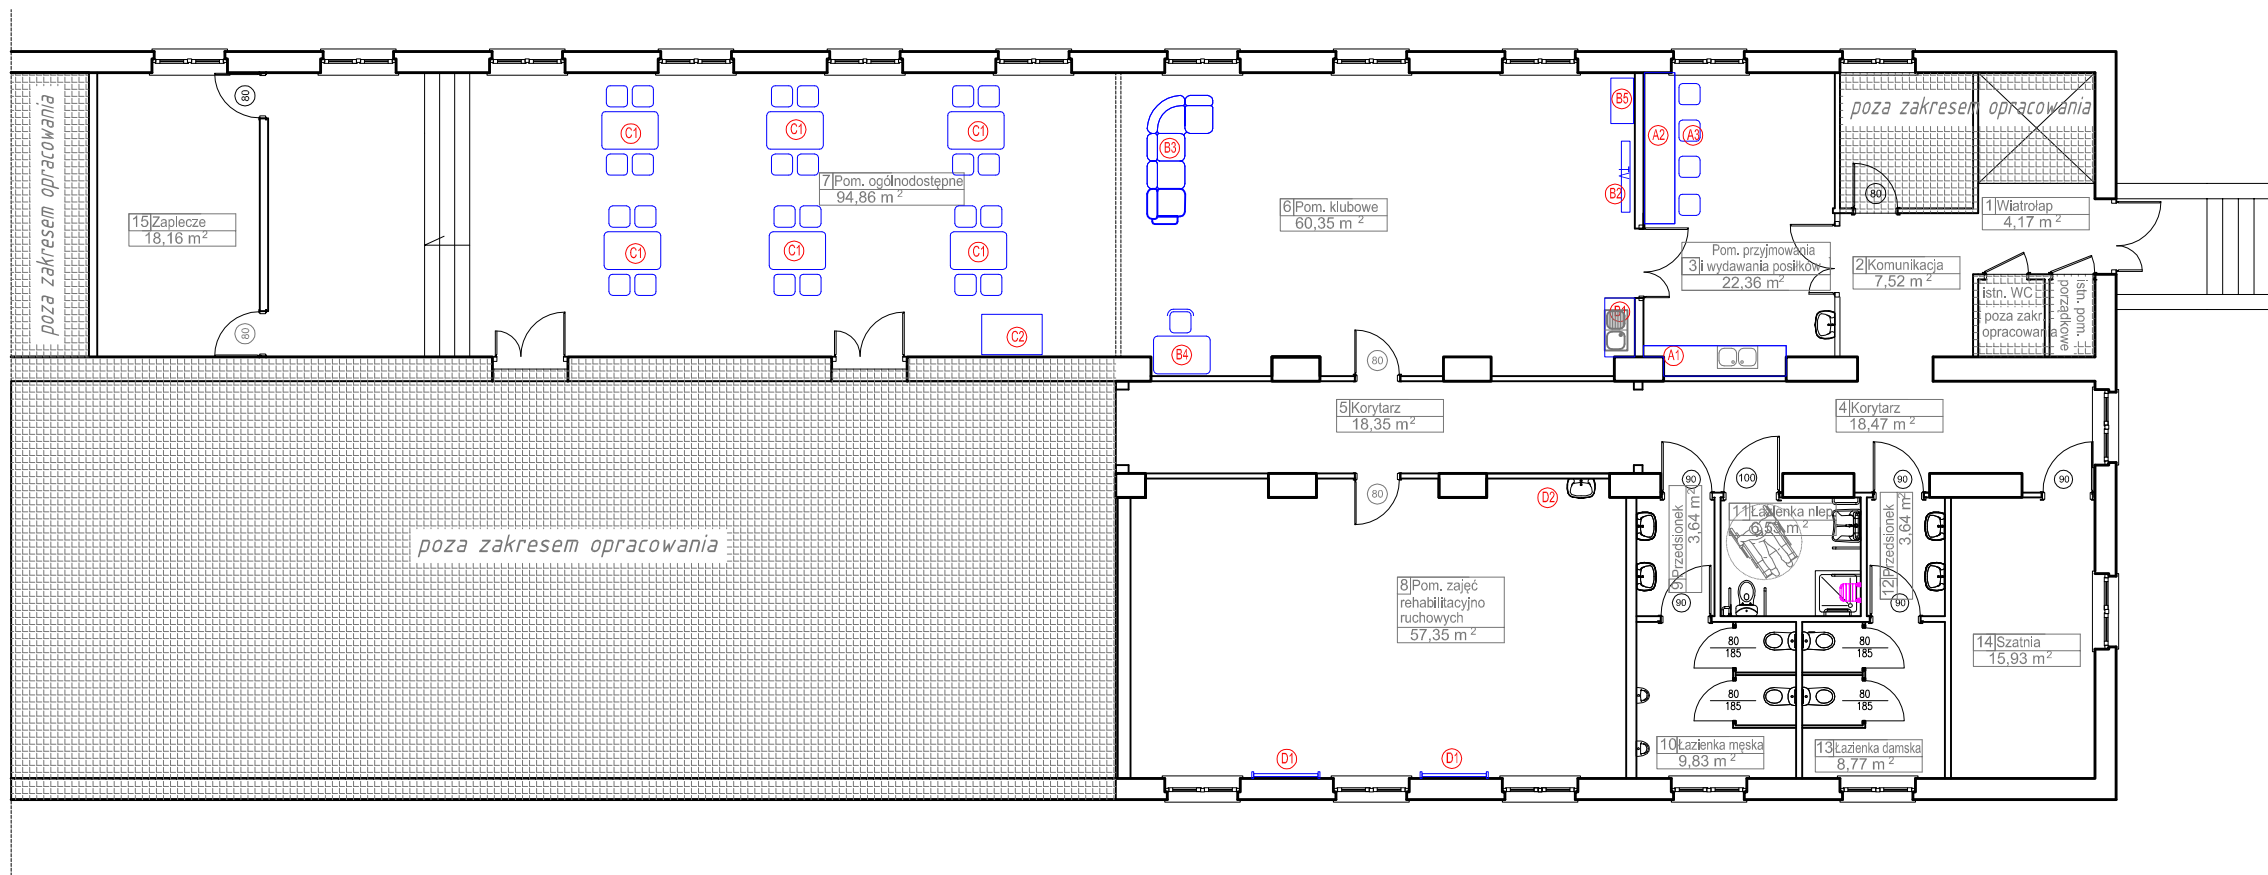 poza zakresem opracowania
80
15 Zaplecze
18,16 m²
80
C1
C1
C1
7 Pom. ogólnodostępne
94,86 m²
C1
C1
C1
C2
B3
B4
6 Pom. klubowe
60,35 m²
B5
TV
B2
B1
A2
A3
A1
Pom. przyjmowania
3 i wydawania posiłków
22,36 m²
poza zakresem opracowania
80
1 Wiatrołap
4,17 m²
2 Komunikacja
7,52 m²
istn. WC
poza zakr.
opracowania
istn. pom.
porządkowe
80
5 Korytarz
18,35 m²
4 Korytarz
18,47 m²
80
D2
90
100
90
90
poza zakresem opracowania
8 Pom. zajęć
rehabilitacyjno
ruchowych
57,35 m²
9 Przedsionek
3,64 m²
11 Łazienka niep.
6,53 m²
12 Przedsionek
3,64 m²
90
90
80
185
80
185
80
185
80
185
14 Szatnia
15,93 m²
10 Łazienka męska
9,83 m²
13 Łazienka damska
8,77 m²
D1
D1